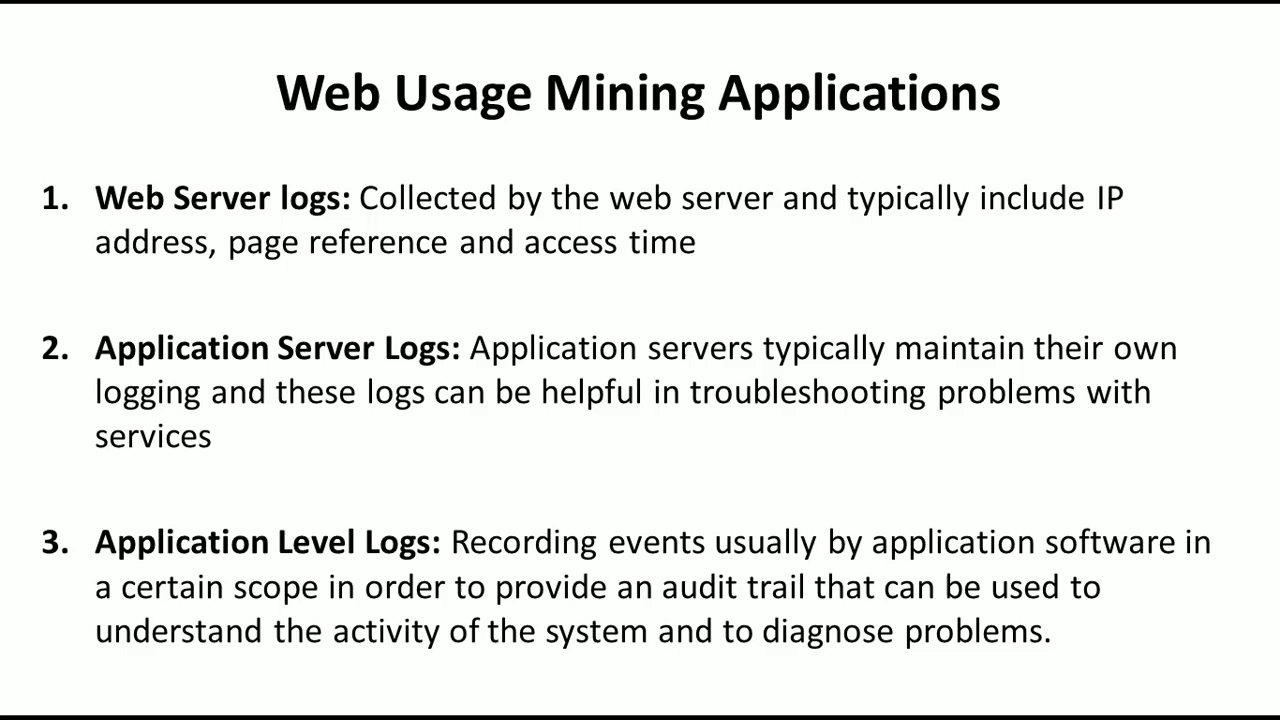 Web Usage Mining Applications
1. Web Server logs: Collected by the web server and typically include IP
address, page reference and access time
2. Application Server Logs: Application servers typically maintain their own
logging and these logs can be helpful in troubleshooting problems with
services
3. Application Level Logs: Recording events usually by application software in
a certain scope in order to provide an audit trail that can be used to
understand the activity of the system and to diagnose problems.